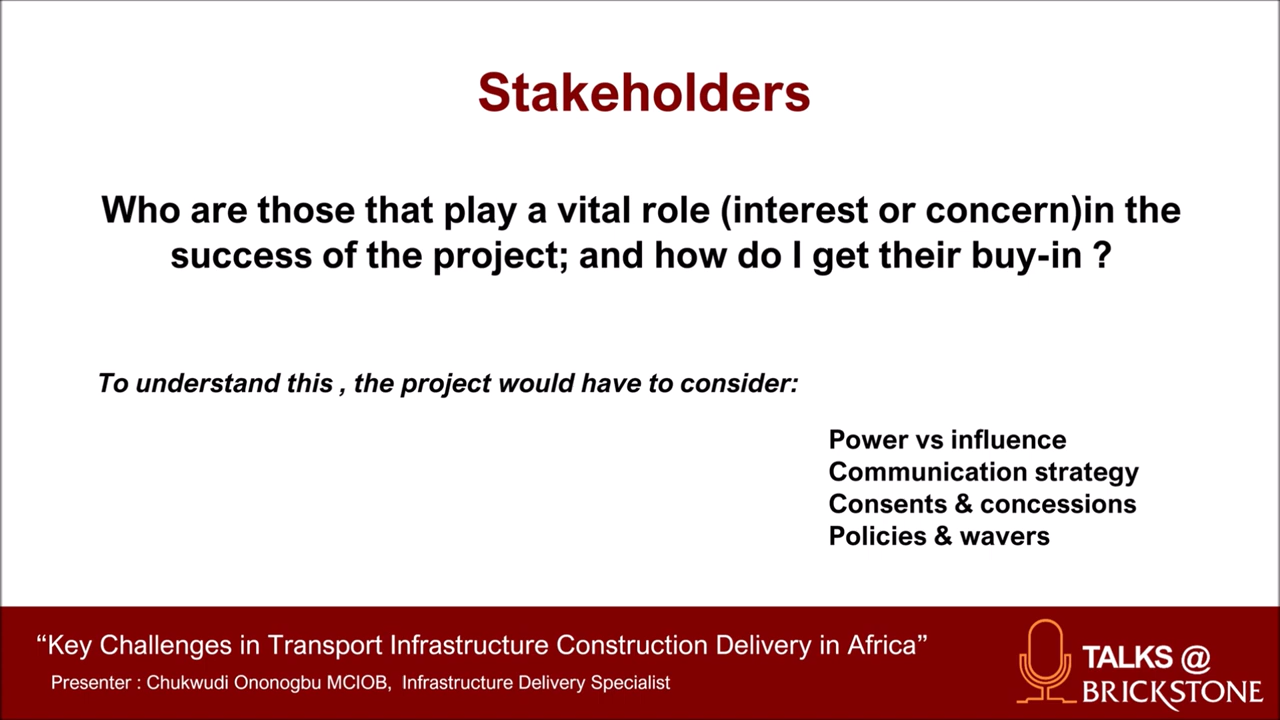 Stakeholders
Who are those that play a vital role (interest or concern)in the
success of the project; and how do I get their buy-in ?
To understand this , the project would have to consider:
Power vs influence
Communication strategy
Consents & concessions
Policies & wavers
“Key Challenges in Transport Infrastructure Construction Delivery in Africa”
Presenter : Chukwudi Ononogbu MCIOB, Infrastructure Delivery Specialist
TALKS @
BRICKSTONE